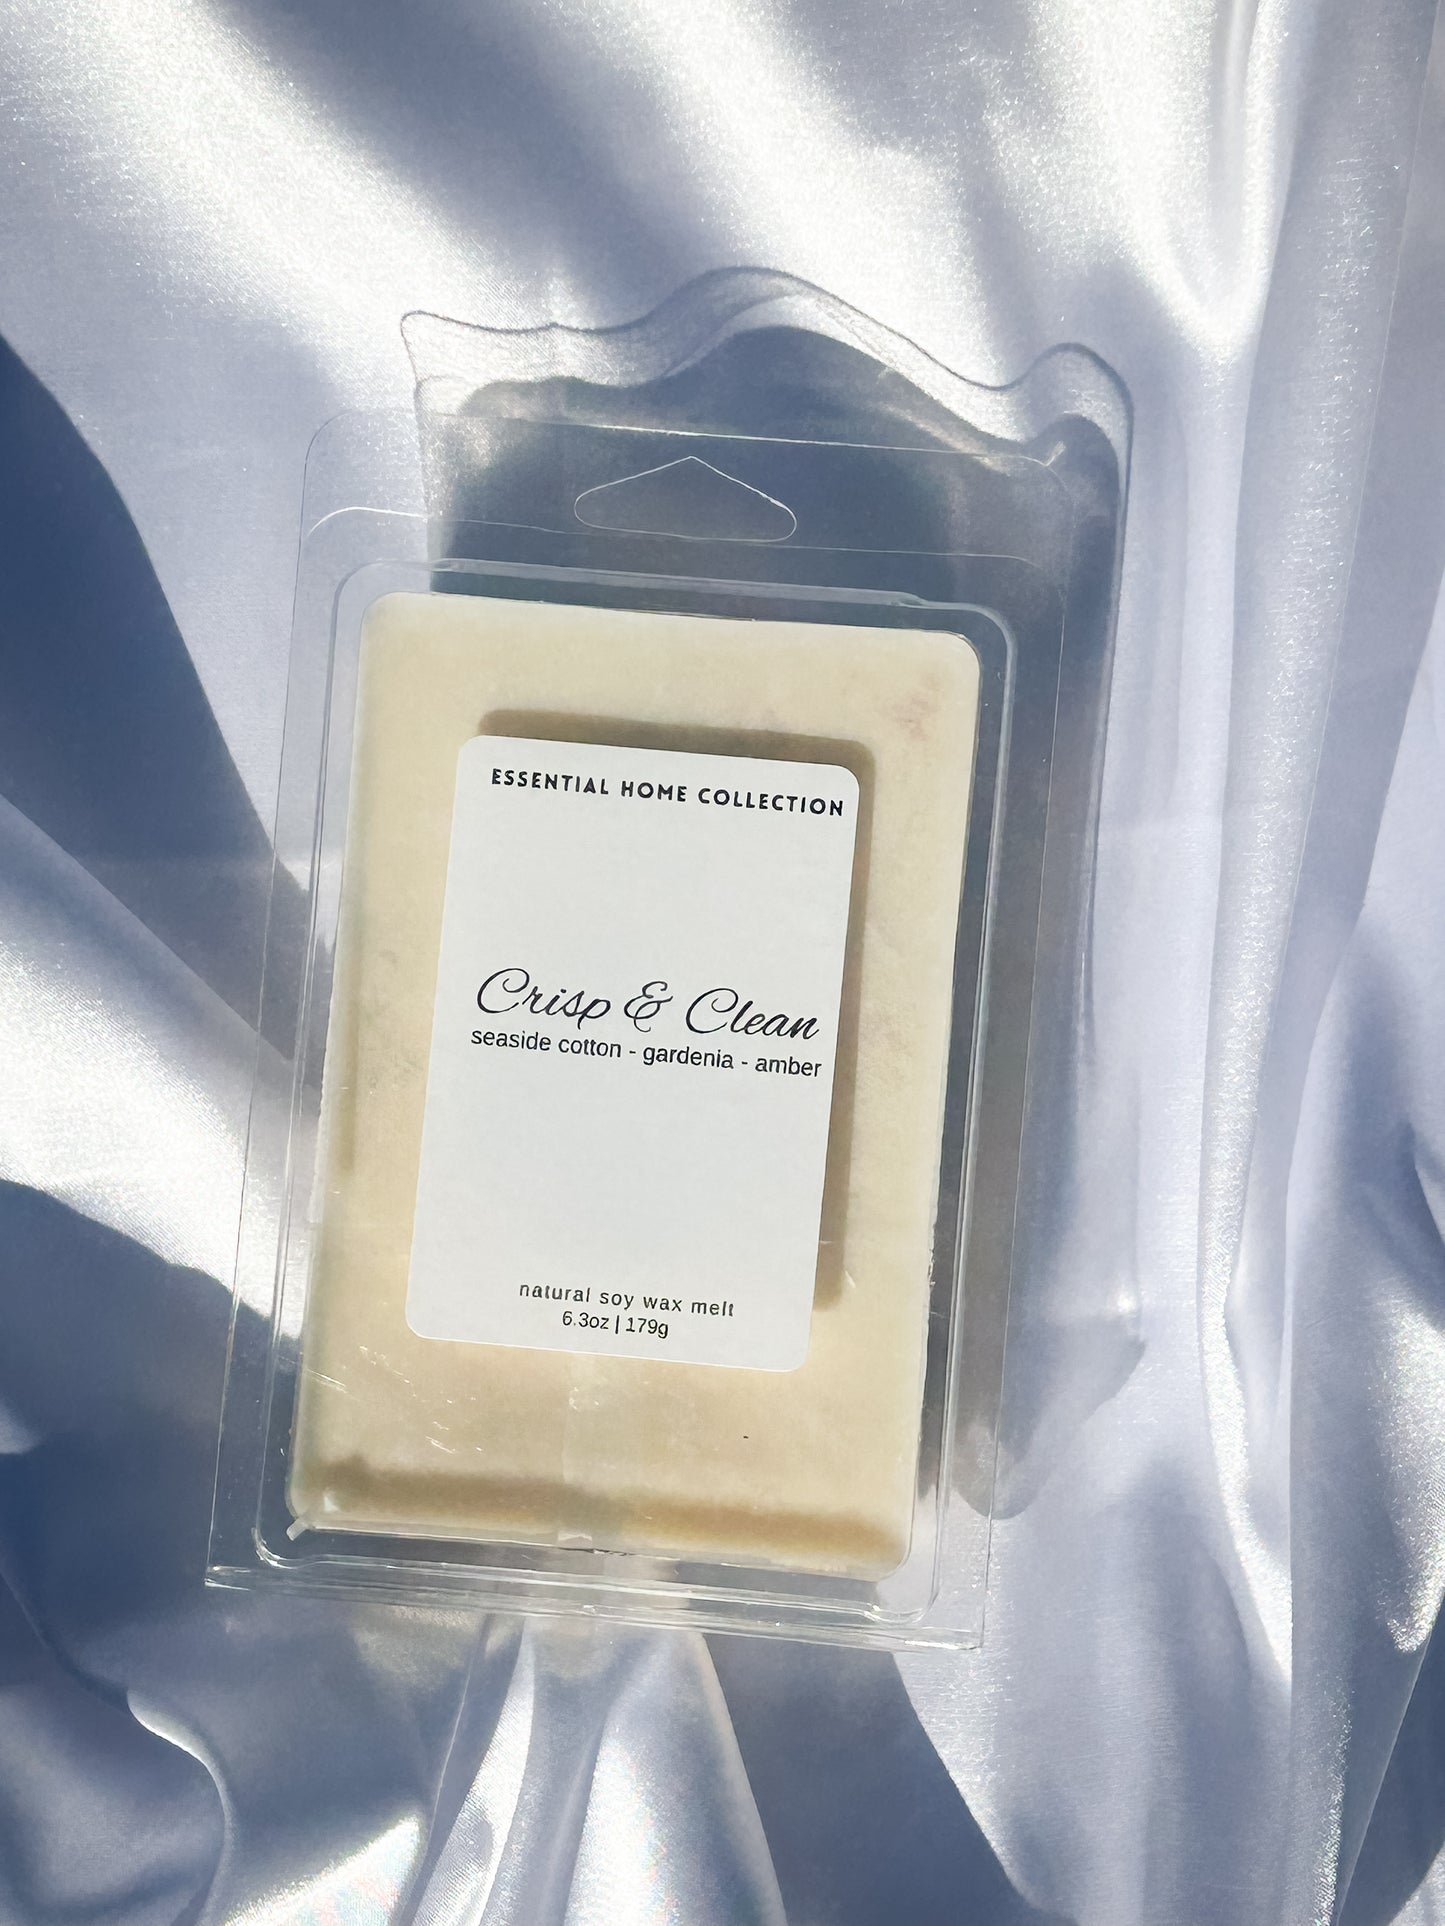 ESSENTIAL HOME COLLECTION
Crisp & Clean
seaside cotton - gardenia - amber
natural soy wax melt
6.3oz | 179g